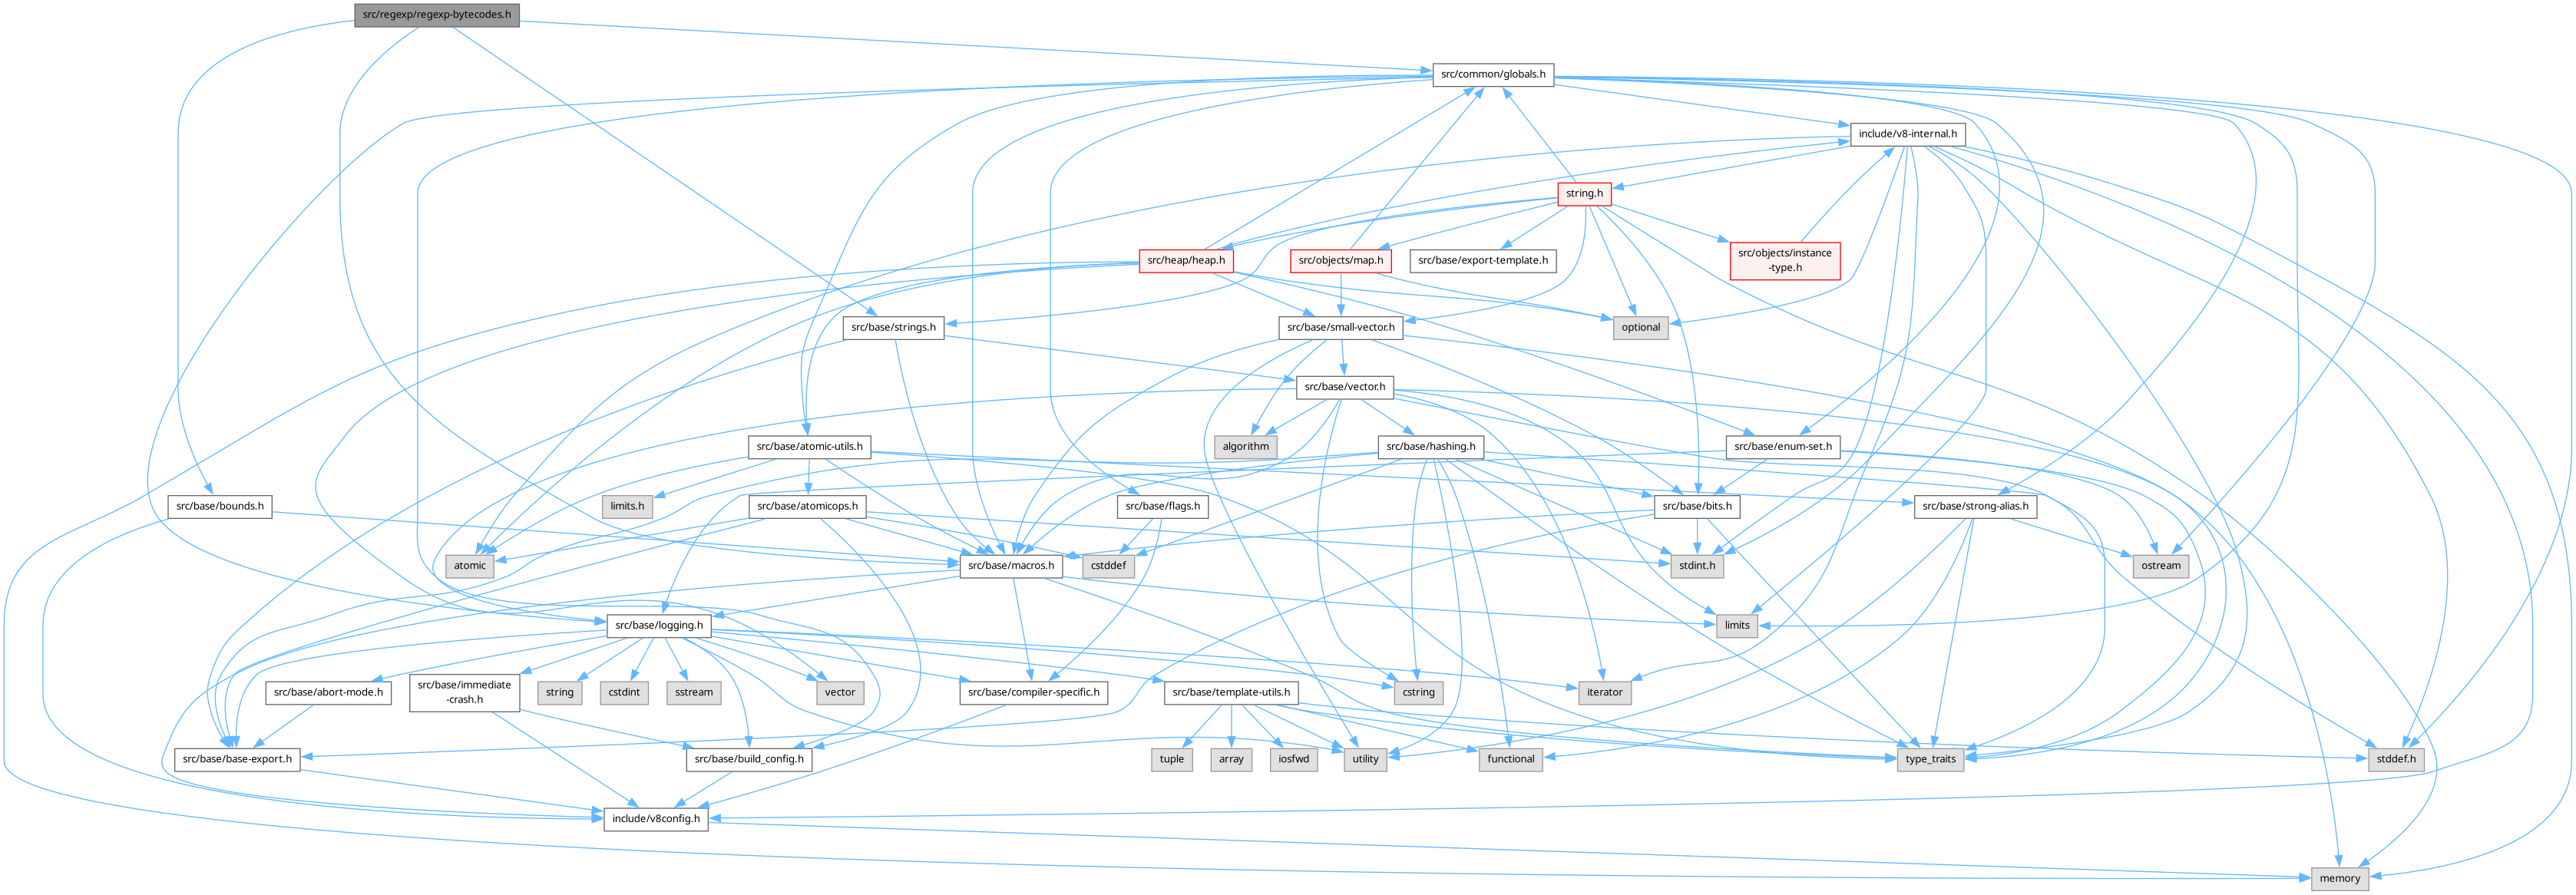 src/regexp/regexp-bytecodes.h
src/common/globals.h
include/v8-internal.h
string.h
src/heap/heap.h
src/objects/map.h
src/base/export-template.h
src/objects/instance
-type.h
src/base/strings.h
src/base/small-vector.h
optional
src/base/vector.h
src/base/atomic-utils.h
algorithm
src/base/hashing.h
src/base/enum-set.h
src/base/bounds.h
limits.h
src/base/atomicops.h
src/base/flags.h
src/base/bits.h
src/base/strong-alias.h
atomic
src/base/macros.h
cstddef
stdint.h
ostream
src/base/logging.h
limits
src/base/abort-mode.h
src/base/immediate
-crash.h
string
cstdint
sstream
vector
src/base/compiler-specific.h
src/base/template-utils.h
cstring
iterator
src/base/base-export.h
src/base/build_config.h
tuple
array
iosfwd
utility
functional
type_traits
stddef.h
include/v8config.h
memory